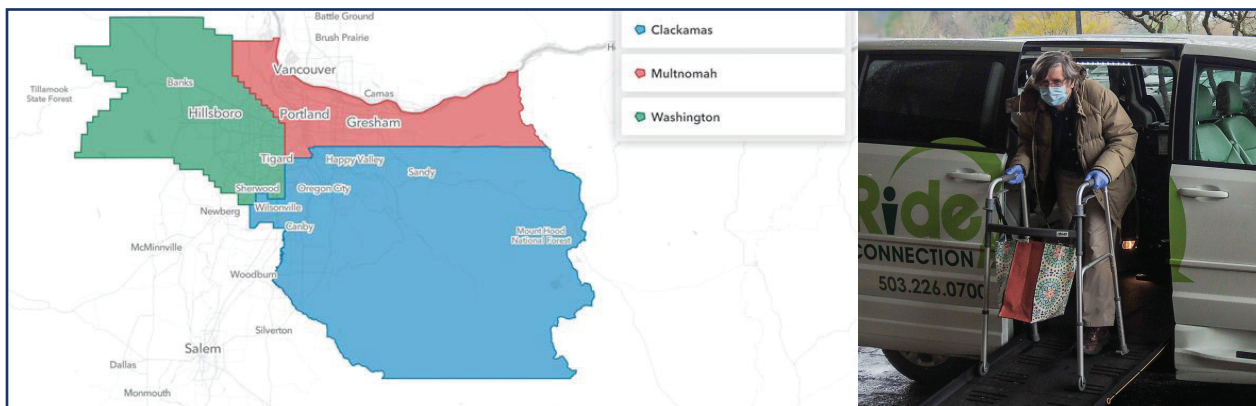 Battle Ground
Brush Prairie
Vancouver
Camas
Tillamook
State Forest
Banks
Hillsboro
Portland
Gresham
Tigard
Happy Valley
Sandy
Sherwood
Oregon City
Newberg
Wilsonville
Canby
Mount Hood
National Forest
McMinnville
Woodburn
Silverton
Salem
Dallas
Monmouth
Clackamas
Multnomah
Washington
Ride
CONNECTION
503.226.0700